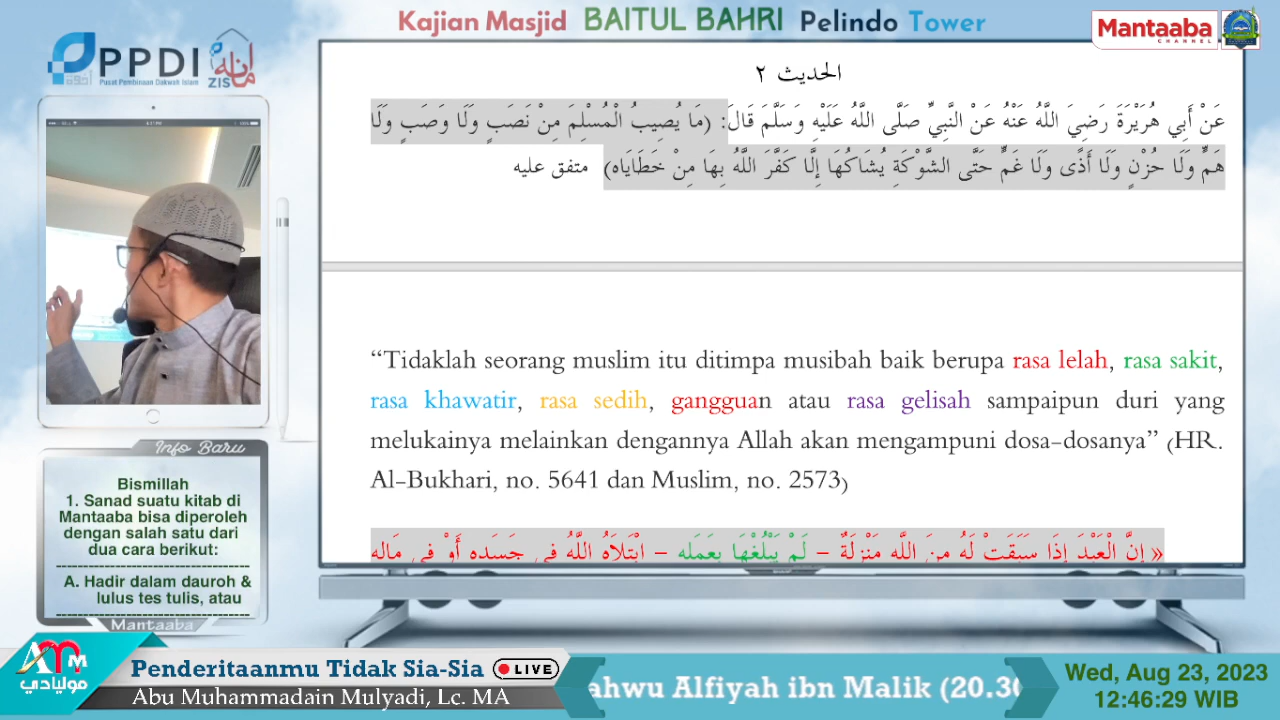 Kajian Masjid BAITUL BAHRI Pelindo Tower
Mantaaba
CHANNEL
PPDI
Pusat Pembinaan Dakwah Islam
ZIS
الحديث ٢
عَنْ أَبِي هُرَيْرَةَ رَضِيَ اللَّهُ عَنْهُ عَنْ النَّبِيِّ صَلَّى اللَّهُ عَلَيْهِ وَسَلَّمَ قَالَ: (مَا يُصِيبُ الْمُسْلِمَ مِنْ نَصَبٍ وَلَا وَصَبٍ وَلَا
هَمٍّ وَلَا حُزْنٍ وَلَا أَذًى وَلَا غَمٍّ حَتَّى الشَّوْكَةِ يُشَاكُهَا إِلَّا كَفَّرَ اللَّهُ بِهَا مِنْ خَطَايَاه) متفق عليه
“Tidaklah seorang muslim itu ditimpa musibah baik berupa rasa lelah, rasa sakit,
rasa khawatir, rasa sedih, gangguan atau rasa gelisah sampaipun duri yang
melukainya melainkan dengannya Allah akan mengampuni dosa-dosanya” (HR.
Al-Bukhari, no. 5641 dan Muslim, no. 2573)
« إِنَّ الْعَبْدَ إِذَا سَبَقَتْ لَهُ مِنَ اللَّهِ مَنْزِلَةٌ – لَمْ يَبْلُغْهَا بِعَمَلِهِ – ابْتَلاَهُ اللَّهُ فِى جَسَدِهِ أَوْ فِى مَالِهِ
Info Baru
Bismillah
1. Sanad suatu kitab di
Mantaaba bisa diperoleh
dengan salah satu dari
dua cara berikut:
-----------------------------------
A. Hadir dalam dauroh &
lulus tes tulis, atau
-----------------------------------
Mantaaba
موليادي
Penderitaanmu Tidak Sia-Sia LIVE
Abu Muhammadain Mulyadi, Lc. MA
ahwu Alfiyah ibn Malik (20.30
Wed, Aug 23, 2023
12:46:29 WIB